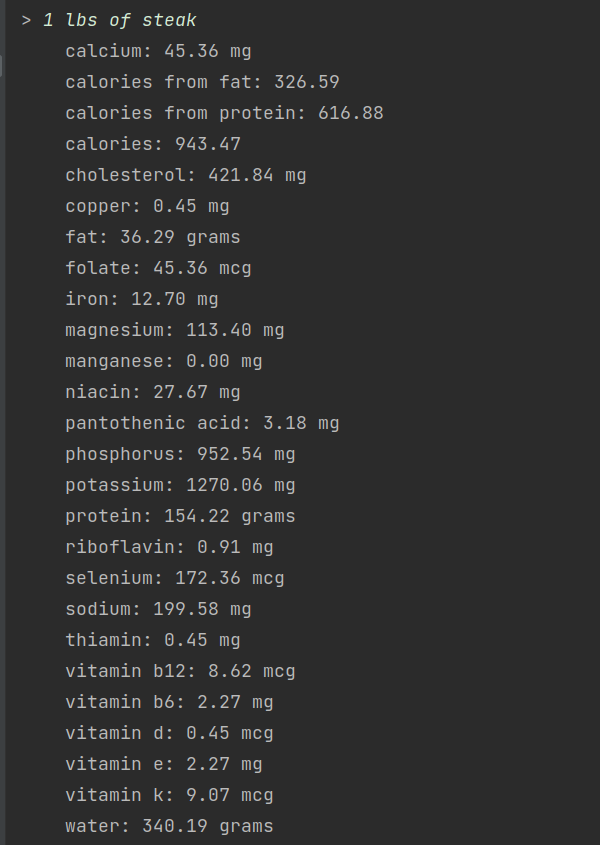 > 1 lbs of steak
calcium: 45.36 mg
calories from fat: 326.59
calories from protein: 616.88
calories: 943.47
cholesterol: 421.84 mg
copper: 0.45 mg
fat: 36.29 grams
folate: 45.36 mcg
iron: 12.70 mg
magnesium: 113.40 mg
manganese: 0.00 mg
niacin: 27.67 mg
pantothenic acid: 3.18 mg
phosphorus: 952.54 mg
potassium: 1270.06 mg
protein: 154.22 grams
riboflavin: 0.91 mg
selenium: 172.36 mcg
sodium: 199.58 mg
thiamin: 0.45 mg
vitamin b12: 8.62 mcg
vitamin b6: 2.27 mg
vitamin d: 0.45 mcg
vitamin e: 2.27 mg
vitamin k: 9.07 mcg
water: 340.19 grams